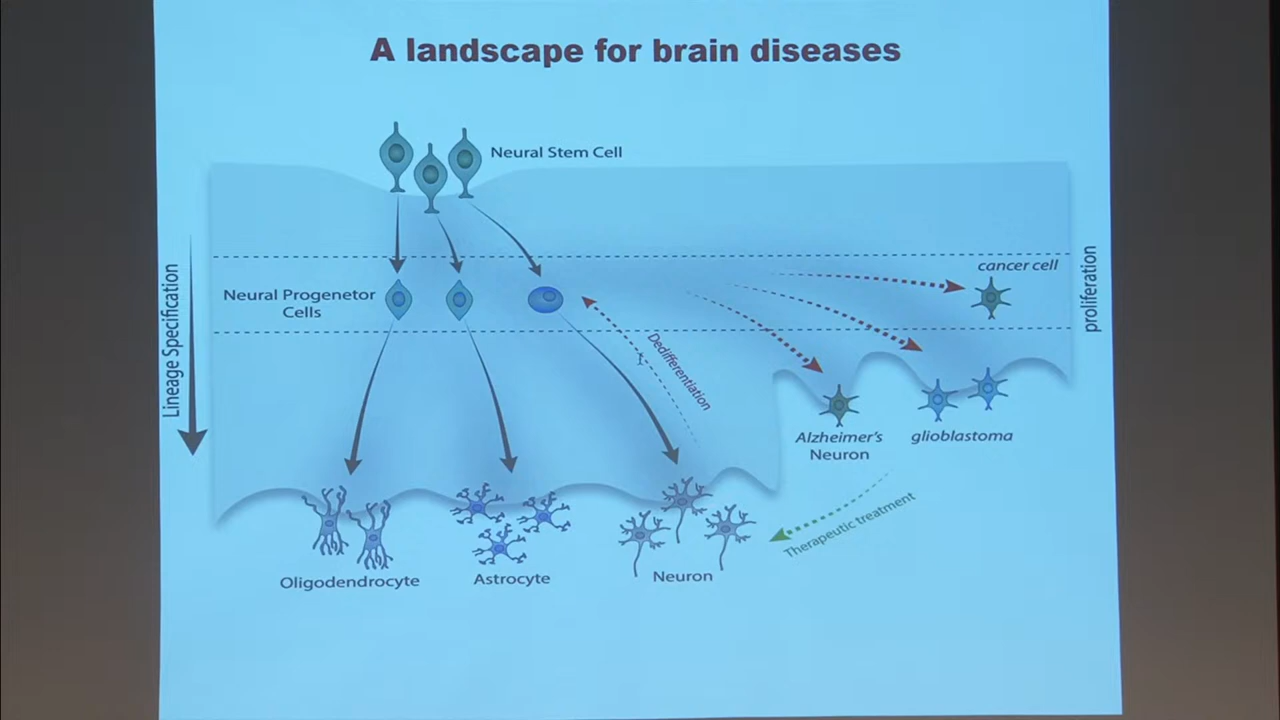 A landscape for brain diseases
Neural Stem Cell
Lineage Specification
Neural Progenetor
Cells
cancer cell
proliferation
Dedifferentiation
Alzheimer's
Neuron
glioblastoma
Therapeutic treatment
Oligodendrocyte
Astrocyte
Neuron